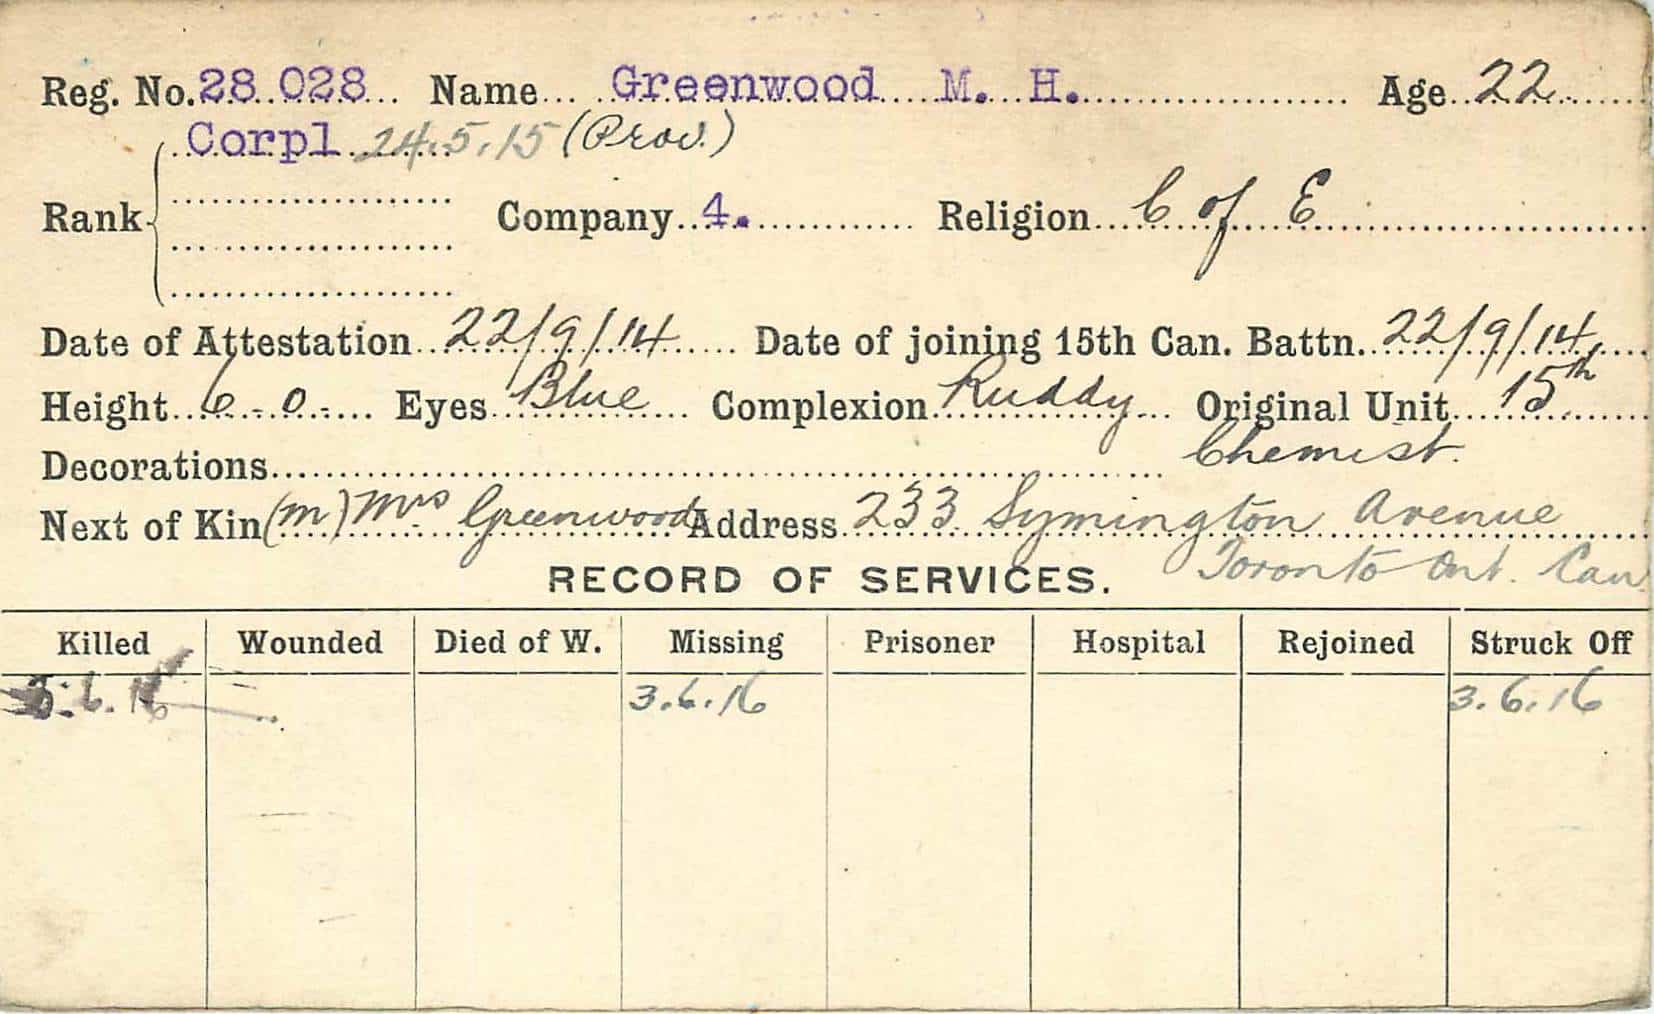 Reg. No. 28 028 Name Greenwood M. H. Age 22
Corpl 24.5.15 (Prov.)
Rank Company 4. Religion C of E
Date of Attestation 22/9/14 Date of joining 15th Can. Battn. 22/9/14
Height 6-0- Eyes Blue Complexion Ruddy Original Unit 15th
Decorations Chemist.
Next of Kin (m) Mrs Greenwood Address 233 Symington Avenue
Toronto Ont. Can
RECORD OF SERVICES.
Killed Wounded Died of W. Missing Prisoner Hospital Rejoined Struck Off
3.6.16 3.6.16 3.6.16